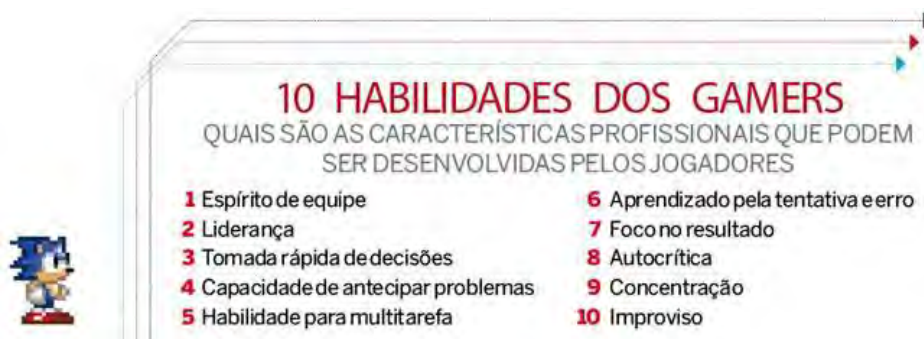 10 HABILIDADES DOS GAMERS
QUAIS SÃO AS CARACTERÍSTICAS PROFISSIONAIS QUE PODEM
SER DESENVOLVIDAS PELOS JOGADORES
1 Espírito de equipe
2 Liderança
3 Tomada rápida de decisões
4 Capacidade de antecipar problemas
5 Habilidade para multitarefa
6 Aprendizado pela tentativa e erro
7 Foco no resultado
8 Autocrítica
9 Concentração
10 Improviso